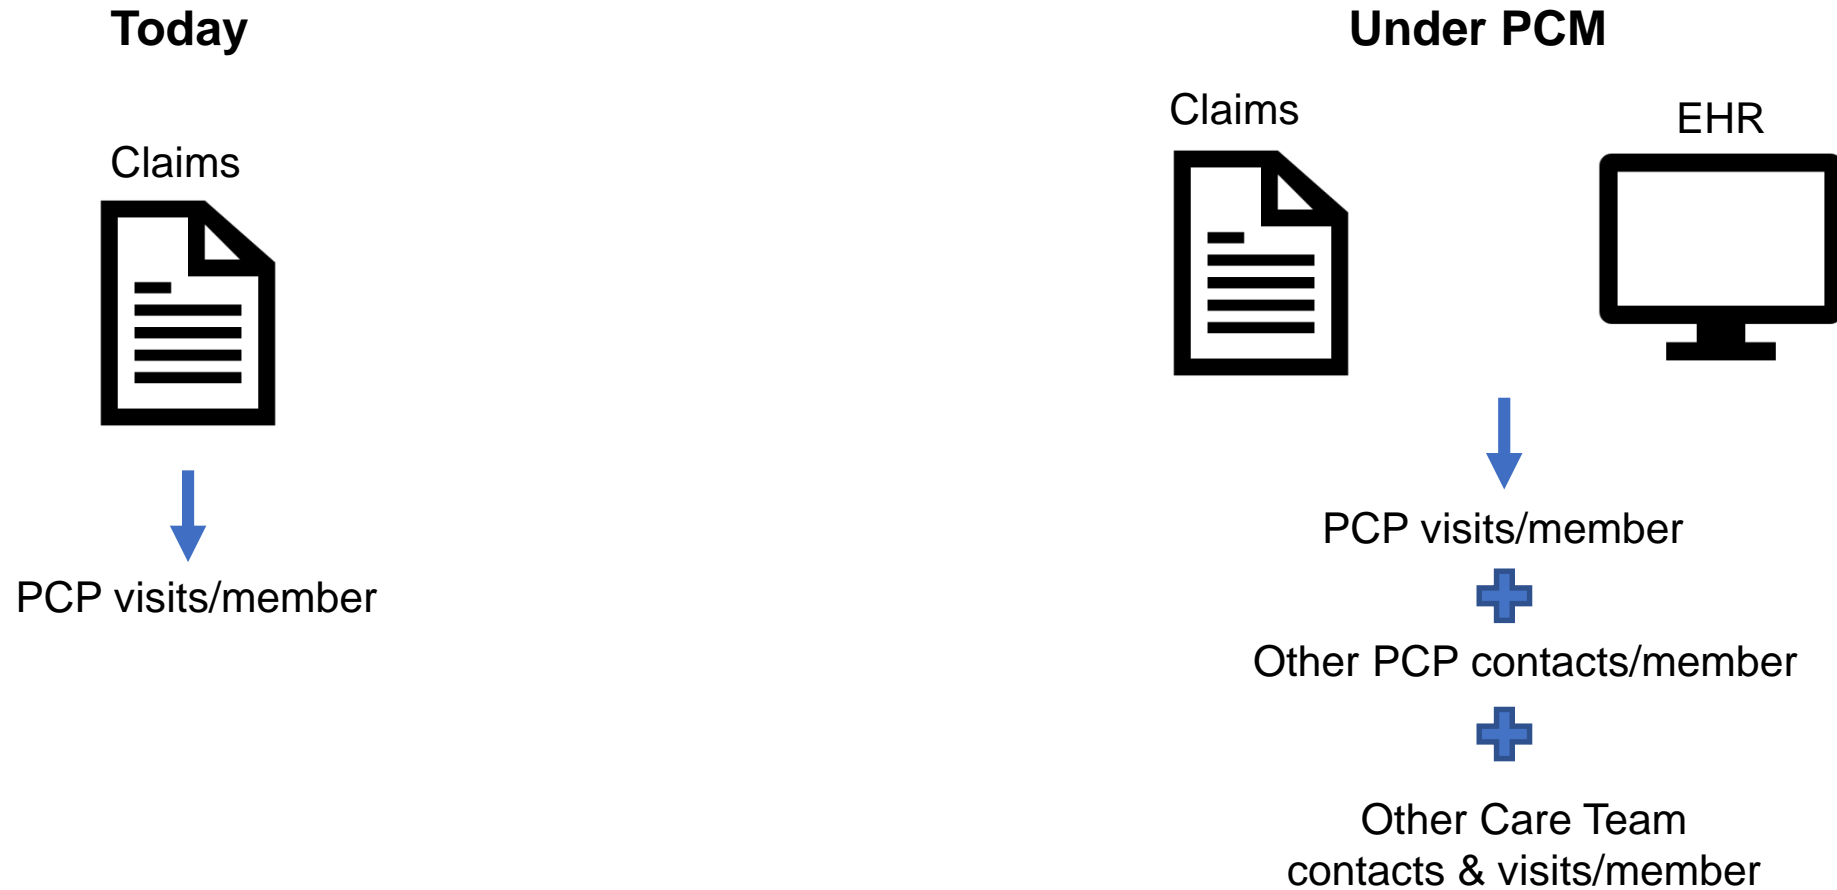 Today
Claims
PCP visits/member
Under PCM
Claims
EHR
PCP visits/member
Other PCP contacts/member
Other Care Team
contacts & visits/member